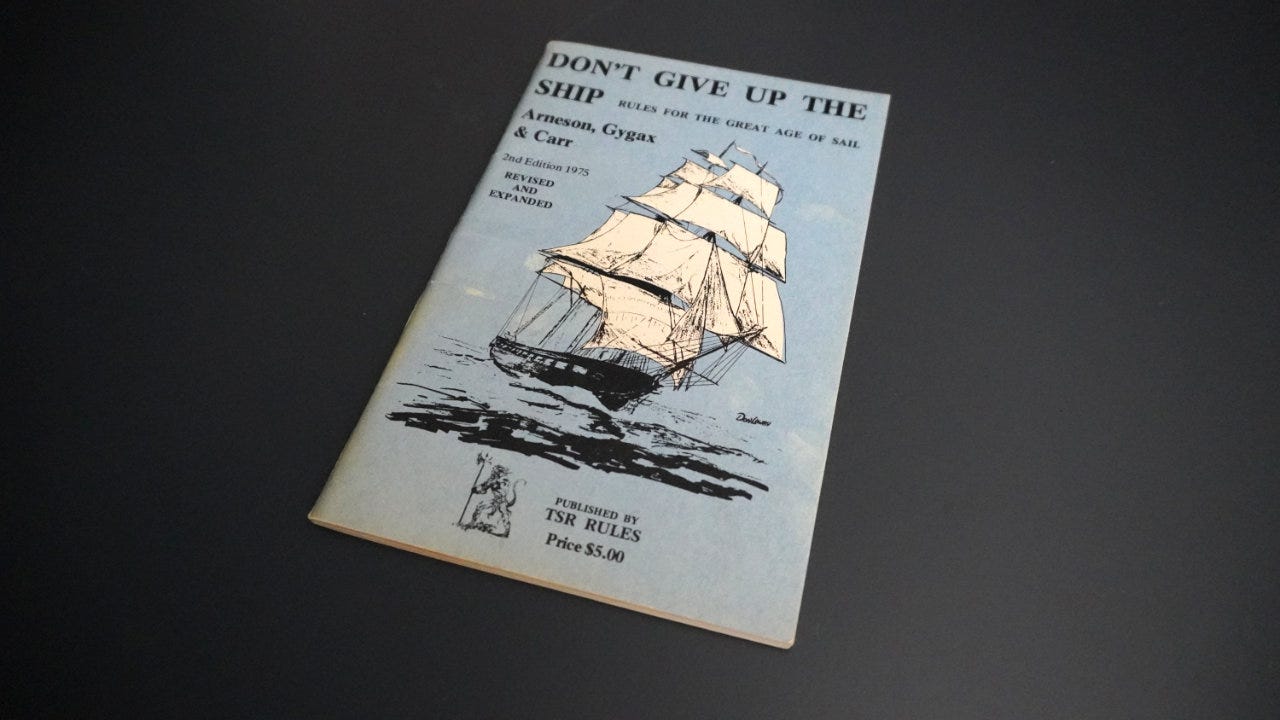 DON'T GIVE UP THE
SHIP RULES FOR THE GREAT AGE OF SAIL
Arneson, Gygax
& Carr
2nd Edition 1975
REVISED
AND
EXPANDED
PUBLISHED BY
TSR RULES
Price $5.00